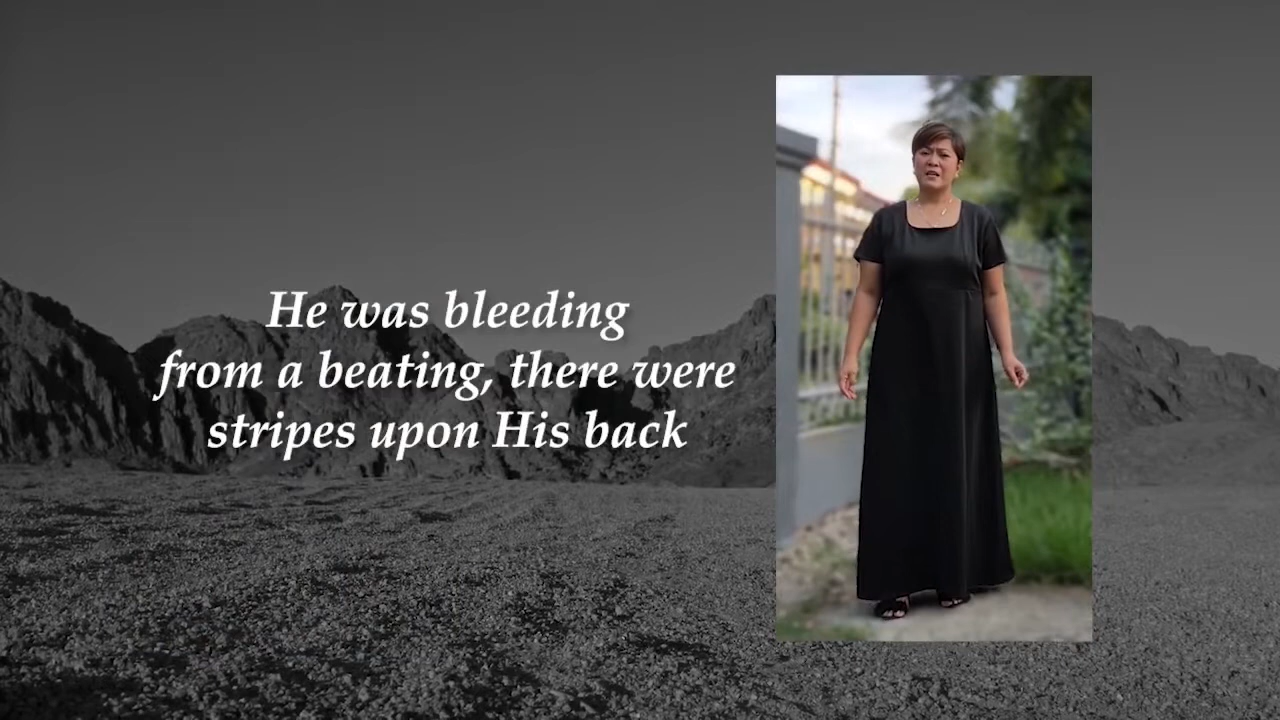 He was bleeding
from a beating, there were
stripes upon His back